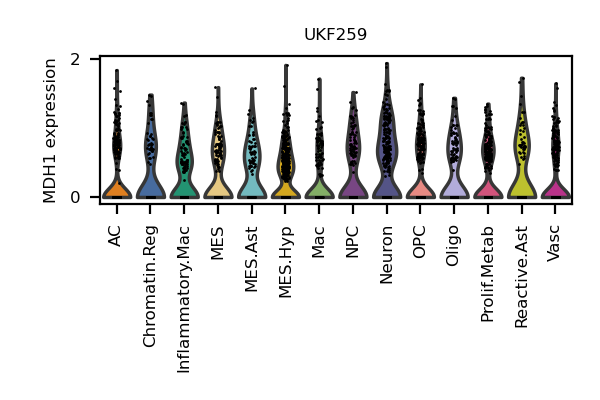 UKF259
MDH1 expression
2
0
AC
Chromatin.Reg
Inflammatory.Mac
MES
MES.Ast
MES.Hyp
Mac
NPC
Neuron
OPC
Oligo
Prolif.Metab
Reactive.Ast
Vasc